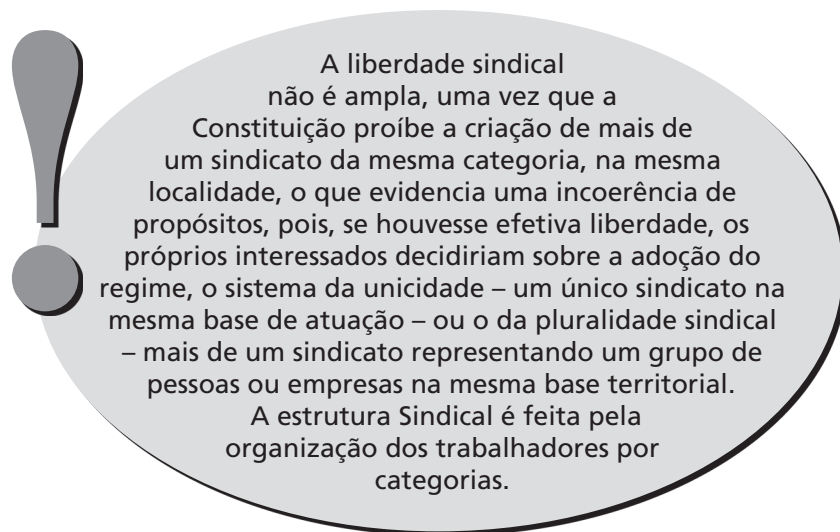 A liberdade sindical
não é ampla, uma vez que a
Constituição proíbe a criação de mais de
um sindicato da mesma categoria, na mesma
localidade, o que evidencia uma incoerência de
propósitos, pois, se houvesse efetiva liberdade, os
próprios interessados decidiriam sobre a adoção do
regime, o sistema da unicidade – um único sindicato na
mesma base de atuação – ou o da pluralidade sindical
– mais de um sindicato representando um grupo de
pessoas ou empresas na mesma base territorial.
A estrutura Sindical é feita pela
organização dos trabalhadores por
categorias.